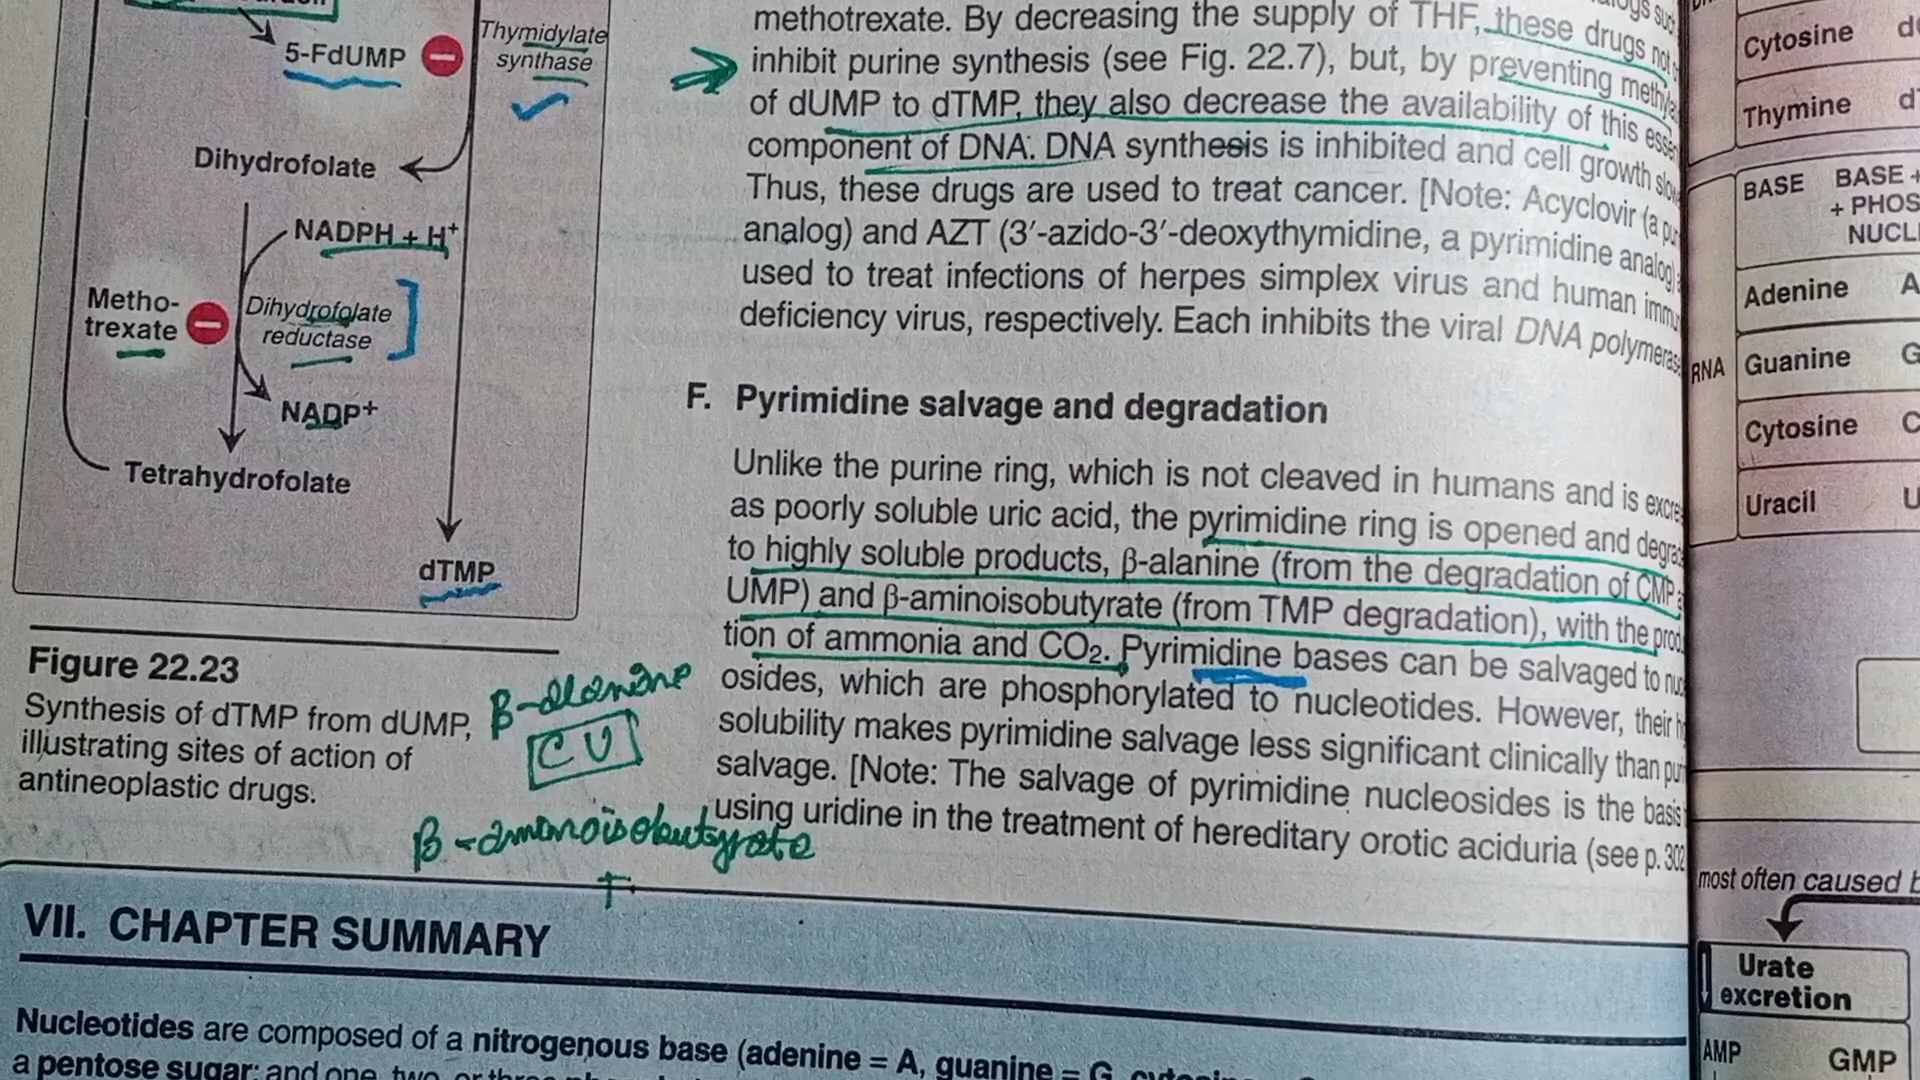 5-FdUMP
Thymidylate
synthase
Dihydrofolate
NADPH + H⁺
Metho-
trexate
Dihydrofolate
reductase
NADP⁺
Tetrahydrofolate
dTMP
Figure 22.23
Synthesis of dTMP from dUMP,
illustrating sites of action of
antineoplastic drugs.
β-alanine
CU
β-aminoisobutyrate
T
methotrexate. By decreasing the supply of THF, these drugs not
inhibit purine synthesis (see Fig. 22.7), but, by preventing
of dUMP to dTMP, they also decrease the availability of this
component of DNA. DNA synthesis is inhibited and cell growth
Thus, these drugs are used to treat cancer. [Note: Acyclovir (a
analog) and AZT (3′-azido-3′-deoxythymidine, a pyrimidine analog)
used to treat infections of herpes simplex virus and human
deficiency virus, respectively. Each inhibits the viral DNA
F. Pyrimidine salvage and degradation
Unlike the purine ring, which is not cleaved in humans and is
as poorly soluble uric acid, the pyrimidine ring is opened and
to highly soluble products, β-alanine (from the degradation of CMP
UMP) and β-aminoisobutyrate (from TMP degradation), with the
tion of ammonia and CO₂. Pyrimidine bases can be salvaged to
osides, which are phosphorylated to nucleotides. However, their
solubility makes pyrimidine salvage less significant clinically than
salvage. [Note: The salvage of pyrimidine nucleosides is the basis
using uridine in the treatment of hereditary orotic aciduria (see p. 302
VII. CHAPTER SUMMARY
Nucleotides are composed of a nitrogenous base (adenine = A, guanine = G,
a pentose sugar; and one, two, or three
Cytosine
Thymine
BASE BASE +
+ PHOS
NUCL
Adenine A
RNA Guanine G
Cytosine C
Uracil U
most often caused
Urate
excretion
AMP GMP